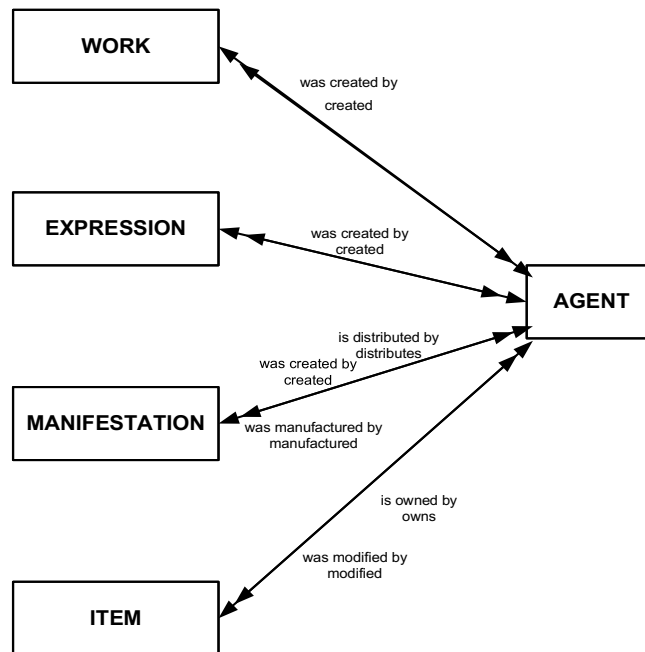 WORK
was created by
created
EXPRESSION
was created by
created
AGENT
is distributed by
distributes
was created by
created
MANIFESTATION
was manufactured by
manufactured
is owned by
owns
was modified by
modified
ITEM